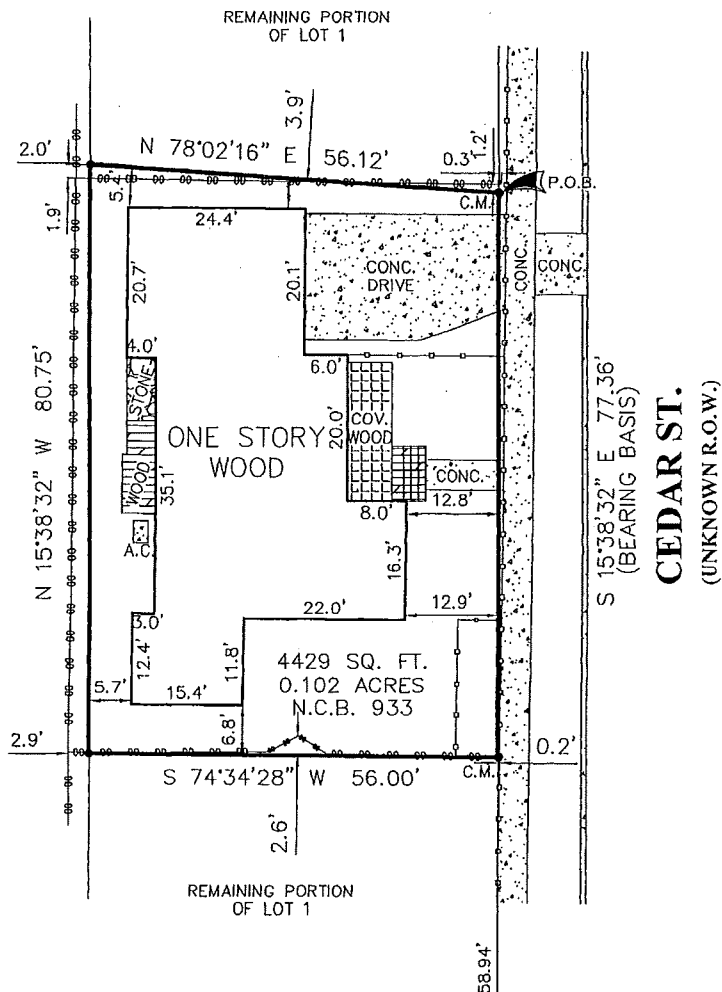 REMAINING PORTION
OF LOT 1
3.9'
2.0'
N 78°02'16" E 56.12'
0.3'
1.2'
P.O.B.
C.M.
1.9'
5.4'
24.4'
20.7'
20.1'
CONC.
DRIVE
CONC.
CONC.
4.0'
6.0'
STONE
20.0'
COV.
WOOD
ONE STORY
WOOD
WOOD
35.1'
CONC.
8.0'
12.8'
A.C.
16.3'
N 15°38'32" W 80.75'
S 15°38'32" E 77.36'
(BEARING BASIS)
CEDAR ST.
(UNKNOWN R.O.W.)
3.0'
22.0'
12.9'
12.4'
11.8'
4429 SQ. FT.
0.102 ACRES
N.C.B. 933
5.7'
15.4'
6.8'
2.9'
0.2'
C.M.
S 74°34'28" W 56.00'
2.6'
REMAINING PORTION
OF LOT 1
58.94'